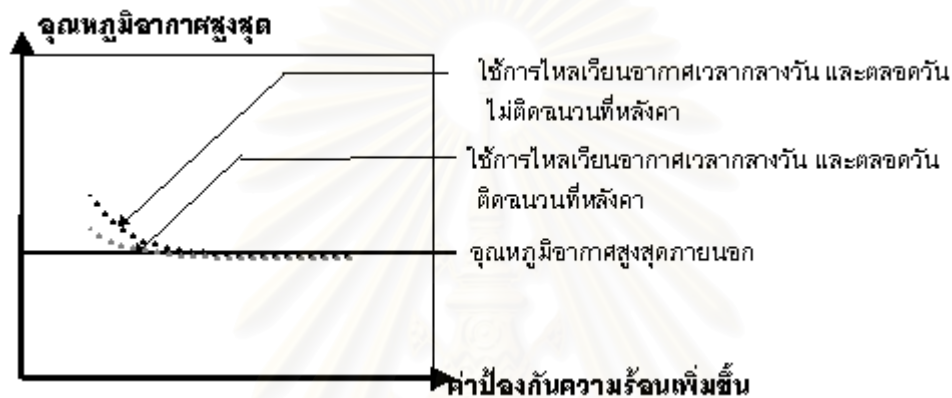 อุณหภูมิอากาศสูงสุด
ใช้การไหลเวียนอากาศเวลากลางวัน และตลอดวัน
ไม่ติดฉนวนที่หลังคา
ใช้การไหลเวียนอากาศเวลากลางวัน และตลอดวัน
ติดฉนวนที่หลังคา
อุณหภูมิอากาศสูงสุดภายนอก
ค่าป้องกันความร้อนเพิ่มขึ้น